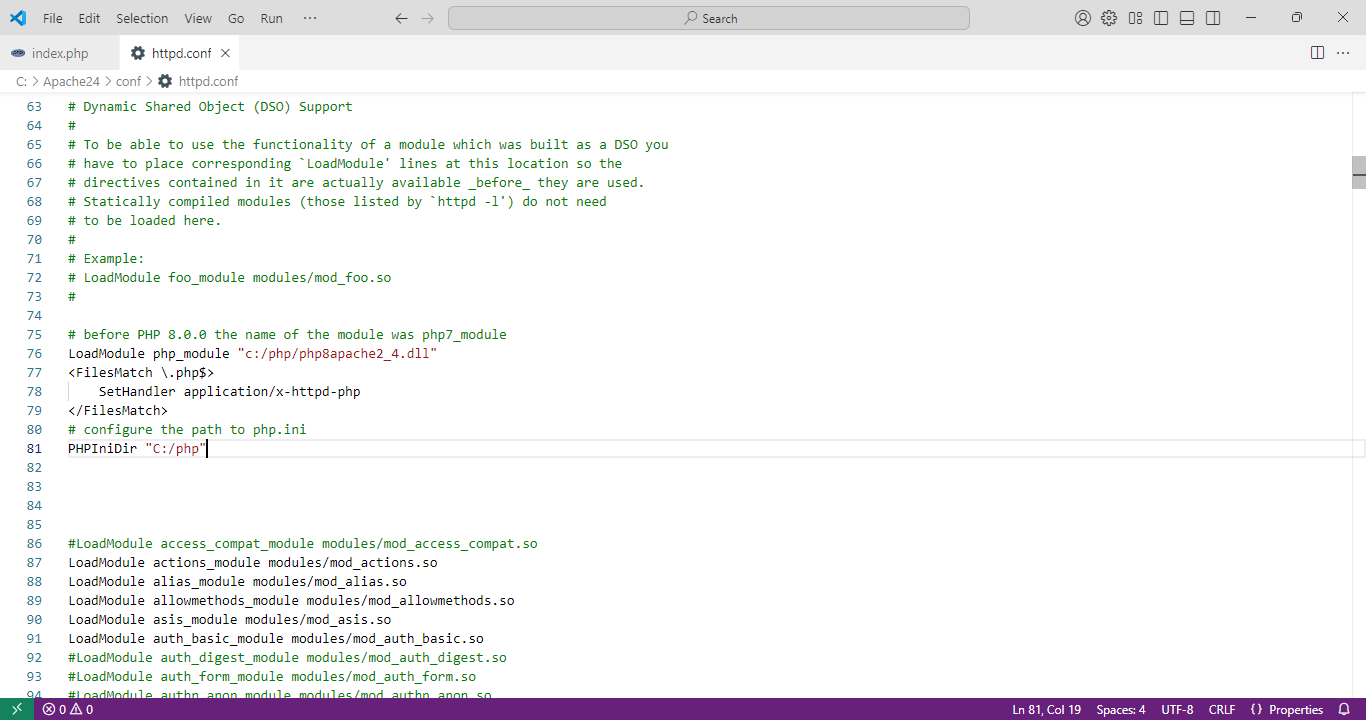 File Edit Selection View Go Run ··· Search
index.php httpd.conf
C: > Apache24 > conf > httpd.conf
63 # Dynamic Shared Object (DSO) Support
64 #
65 # To be able to use the functionality of a module which was built as a DSO you
66 # have to place corresponding `LoadModule' lines at this location so the
67 # directives contained in it are actually available _before_ they are used.
68 # Statically compiled modules (those listed by `httpd -l') do not need
69 # to be loaded here.
70 #
71 # Example:
72 # LoadModule foo_module modules/mod_foo.so
73 #
74
75 # before PHP 8.0.0 the name of the module was php7_module
76 LoadModule php_module "c:/php/php8apache2_4.dll"
77 <FilesMatch \.php$>
78     SetHandler application/x-httpd-php
79 </FilesMatch>
80 # configure the path to php.ini
81 PHPIniDir "C:/php"
82
83
84
85
86 #LoadModule access_compat_module modules/mod_access_compat.so
87 LoadModule actions_module modules/mod_actions.so
88 LoadModule alias_module modules/mod_alias.so
89 LoadModule allowmethods_module modules/mod_allowmethods.so
90 LoadModule asis_module modules/mod_asis.so
91 LoadModule auth_basic_module modules/mod_auth_basic.so
92 #LoadModule auth_digest_module modules/mod_auth_digest.so
93 #LoadModule auth_form_module modules/mod_auth_form.so
94 #LoadModule authn_anon_module modules/mod_authn_anon.so
0 0 Ln 81, Col 19 Spaces: 4 UTF-8 CRLF {} Properties